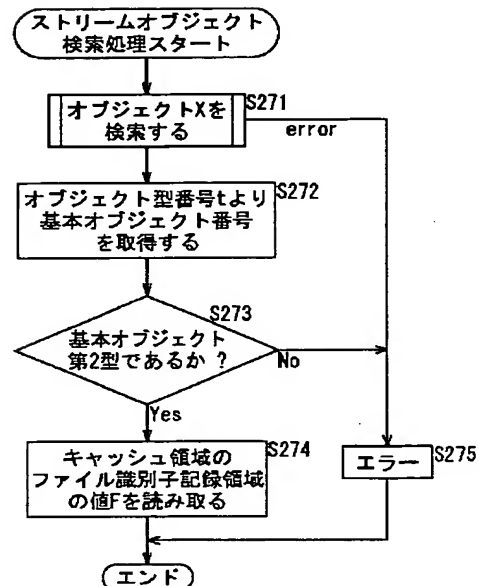 ストリームオブジェクト
検索処理スタート
オブジェクトXを
検索する
S271
error
オブジェクト型番号tより
基本オブジェクト番号
を取得する
S272
S273
基本オブジェクト
第2型であるか ?
No
Yes
キャッシュ領域の
ファイル識別子記録領域
の値Fを読み取る
S274
エラー
S275
エンド